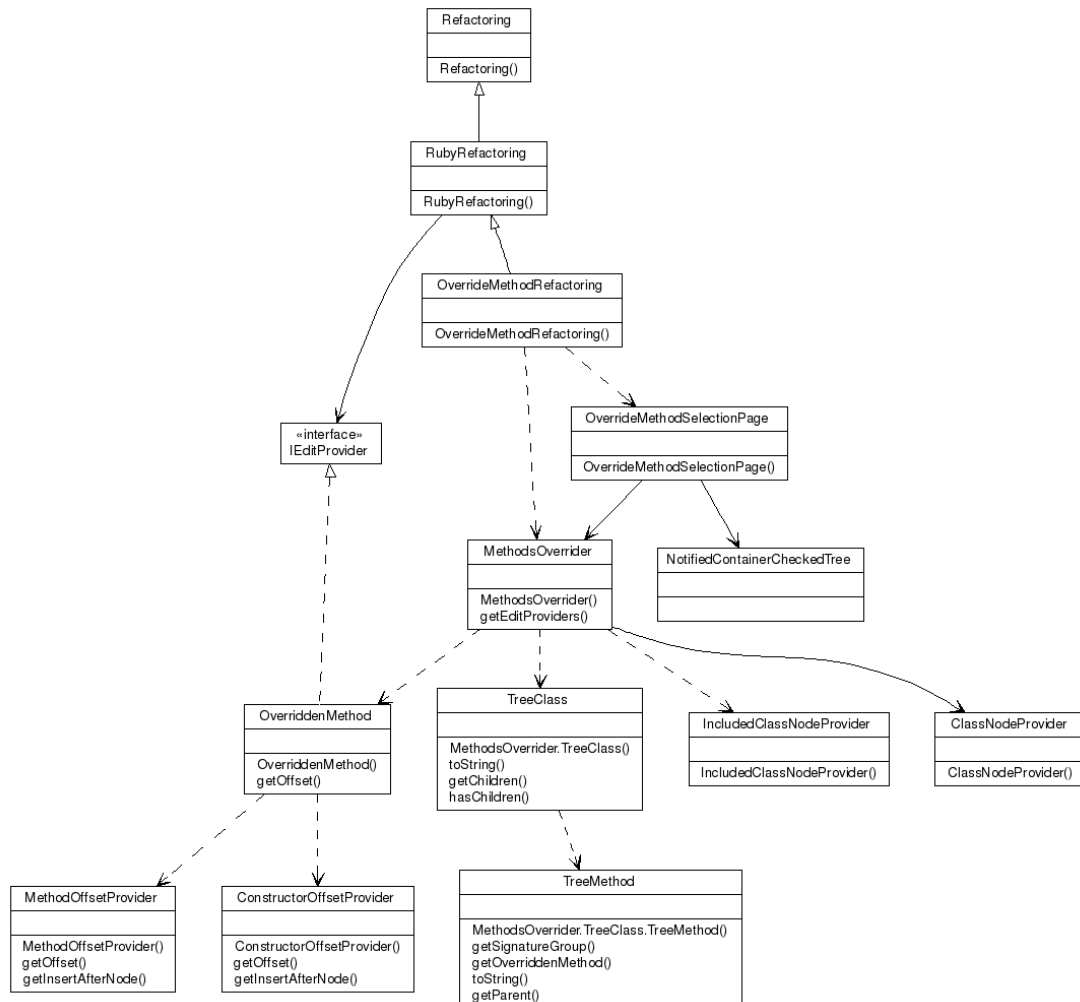 Refactoring
Refactoring()
RubyRefactoring
RubyRefactoring()
OverrideMethodRefactoring
OverrideMethodRefactoring()
OverrideMethodSelectionPage
OverrideMethodSelectionPage()
«interface»
IEditProvider
MethodsOverrider
MethodsOverrider()
getEditProviders()
NotifiedContainerCheckedTree
OverriddenMethod
OverriddenMethod()
getOffset()
TreeClass
MethodsOverrider.TreeClass()
toString()
getChildren()
hasChildren()
IncludedClassNodeProvider
IncludedClassNodeProvider()
ClassNodeProvider
ClassNodeProvider()
MethodOffsetProvider
MethodOffsetProvider()
getOffset()
getInsertAfterNode()
ConstructorOffsetProvider
ConstructorOffsetProvider()
getOffset()
getInsertAfterNode()
TreeMethod
MethodsOverrider.TreeClass.TreeMethod()
getSignatureGroup()
getOverriddenMethod()
toString()
getParent()